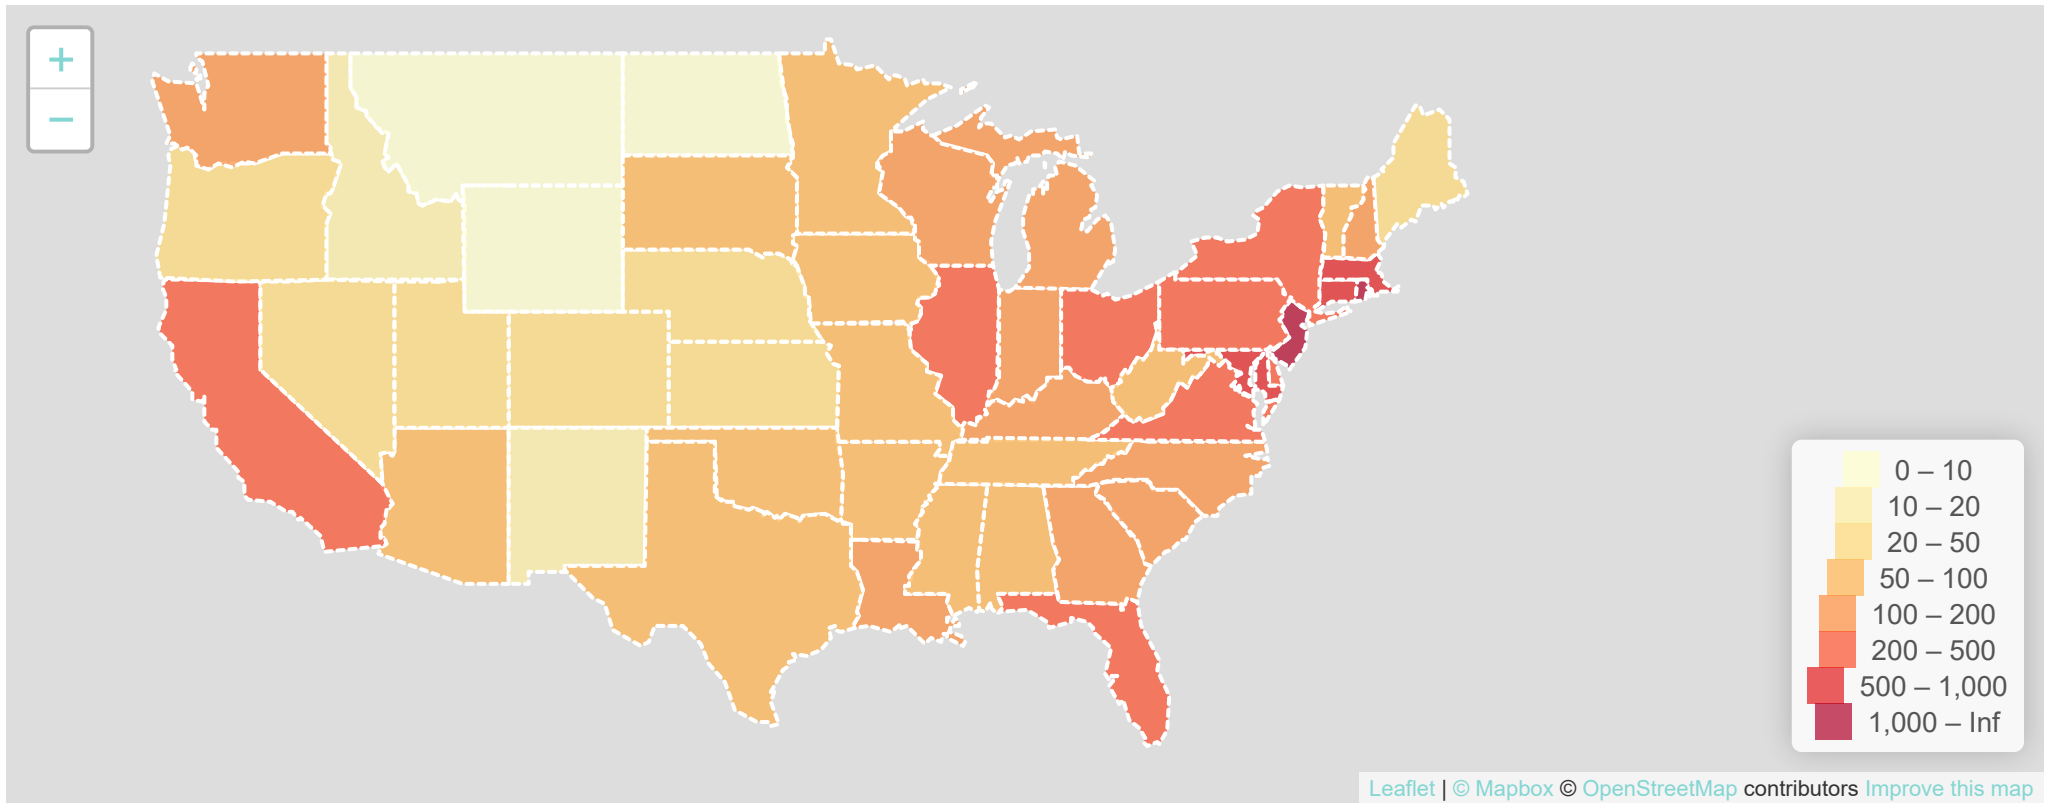 +
−
0 – 10
10 – 20
20 – 50
50 – 100
100 – 200
200 – 500
500 – 1,000
1,000 – Inf
Leaflet | © Mapbox © OpenStreetMap contributors Improve this map